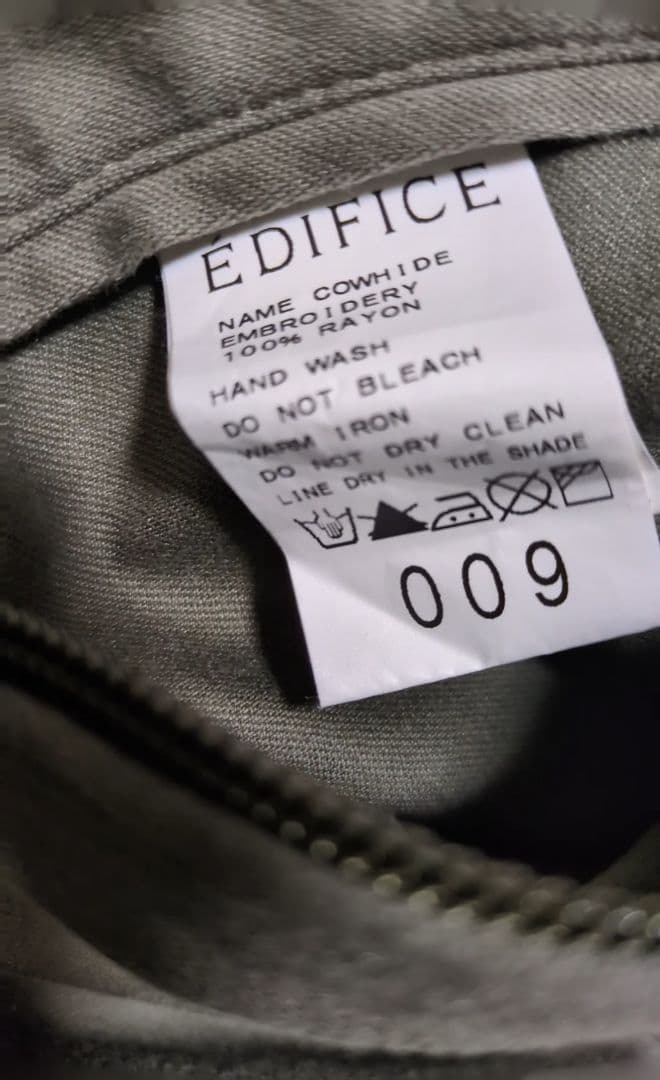 ÉDIFICE
NAME COWHIDE
EMBROIDERY
100% RAYON
HAND WASH
DO NOT BLEACH
WARM IRON
DO NOT DRY CLEAN
LINE DRY IN THE SHADE
009